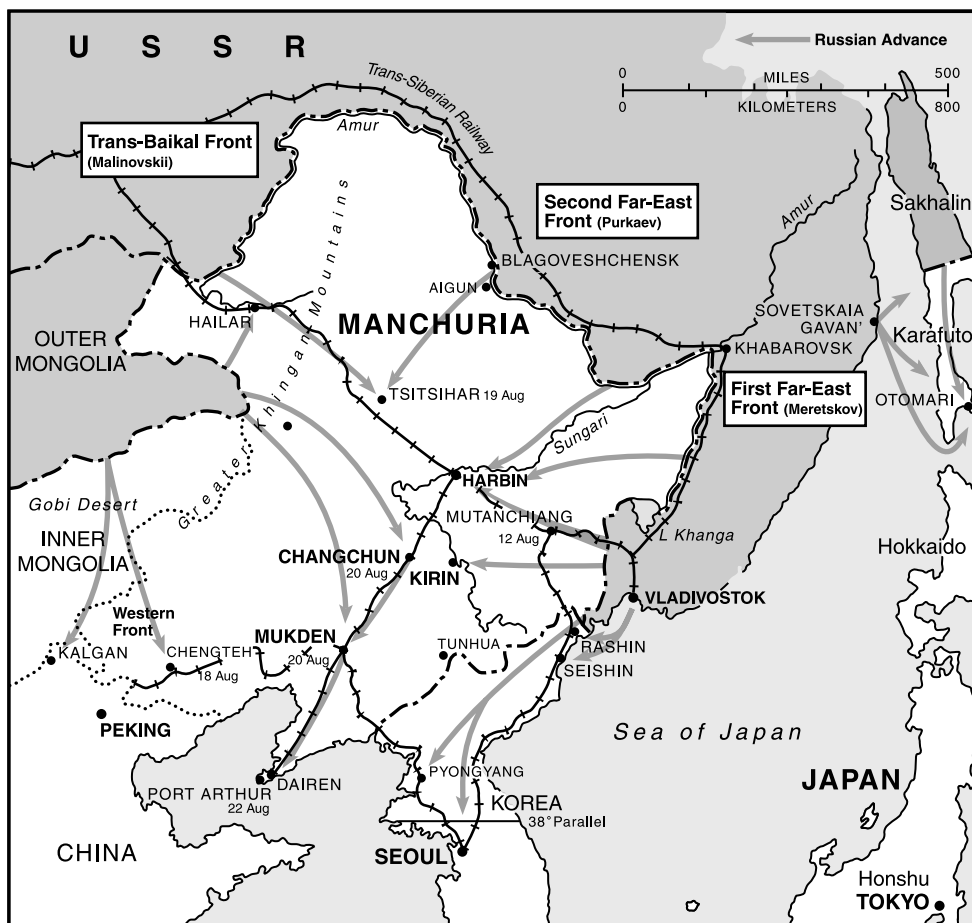 U S S R
Russian Advance
0 500
MILES
KILOMETERS
0 800
Trans-Siberian Railway
Amur
Trans-Baikal Front
(Malinovskii)
Second Far-East
Front (Purkaev)
Amur
Sakhalin
BLAGOVESHCHENSK
AIGUN
Greater Khingan Mountains
HAILAR
MANCHURIA
SOVETSKAIA
GAVAN'
OUTER
MONGOLIA
Karafuto
KHABAROVSK
First Far-East
Front (Meretskov)
TSITSIHAR 19 Aug
OTOMARI
Sungari
HARBIN
Gobi Desert
MUTANCHIANG
12 Aug
L Khanga
INNER
MONGOLIA
Hokkaido
CHANGCHUN
20 Aug
KIRIN
VLADIVOSTOK
Western
Front
MUKDEN
20 Aug
TUNHUA
RASHIN
SEISHIN
KALGAN
CHENGTEH
18 Aug
PEKING
Sea of Japan
PYONGYANG
DAIREN
PORT ARTHUR
22 Aug
JAPAN
KOREA
38° Parallel
CHINA
SEOUL
Honshu
TOKYO